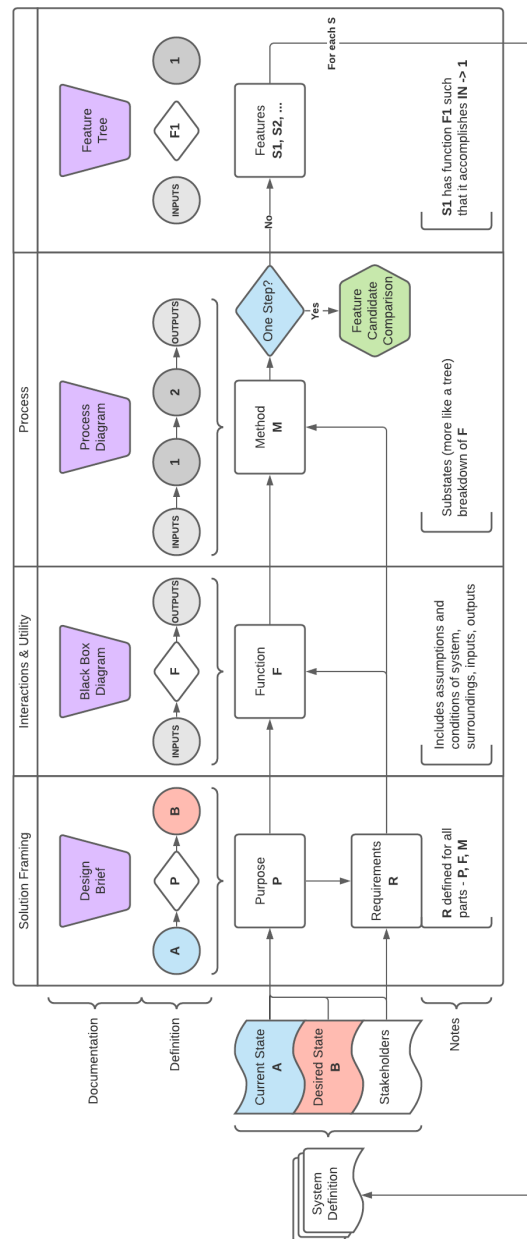 Solution Framing
Interactions & Utility
Process
Documentation
Design
Brief
Black Box
Diagram
Process
Diagram
Feature
Tree
Definition
A
P
B
INPUTS
F
OUTPUTS
INPUTS
1
2
OUTPUTS
INPUTS
F1
1
System
Definition
Current State
A
Desired State
B
Stakeholders
Purpose
P
Requirements
R
Function
F
Method
M
One Step?
Yes
No
Feature
Candidate
Comparison
Features
S1, S2, ...
For each S
Notes
R defined for all
parts - P, F, M
Includes assumptions and
conditions of system,
surroundings, inputs, outputs
Substates (more like a tree)
breakdown of F
S1 has function F1 such
that it accomplishes IN -> 1